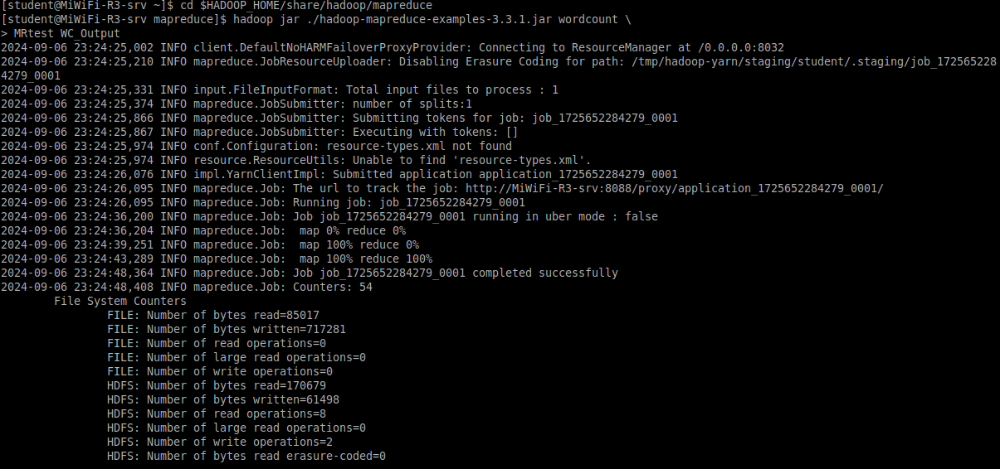 [student@MiWiFi-R3-srv ~]$ cd $HADOOP_HOME/share/hadoop/mapreduce
[student@MiWiFi-R3-srv mapreduce]$ hadoop jar ./hadoop-mapreduce-examples-3.3.1.jar wordcount \
> MRtest WC_Output
2024-09-06 23:24:25,002 INFO client.DefaultNoHARMFailoverProxyProvider: Connecting to ResourceManager at /0.0.0.0:8032
2024-09-06 23:24:25,210 INFO mapreduce.JobResourceUploader: Disabling Erasure Coding for path: /tmp/hadoop-yarn/staging/student/.staging/job_172565228
4279_0001
2024-09-06 23:24:25,331 INFO input.FileInputFormat: Total input files to process : 1
2024-09-06 23:24:25,374 INFO mapreduce.JobSubmitter: number of splits:1
2024-09-06 23:24:25,866 INFO mapreduce.JobSubmitter: Submitting tokens for job: job_1725652284279_0001
2024-09-06 23:24:25,867 INFO mapreduce.JobSubmitter: Executing with tokens: []
2024-09-06 23:24:25,974 INFO conf.Configuration: resource-types.xml not found
2024-09-06 23:24:25,974 INFO resource.ResourceUtils: Unable to find 'resource-types.xml'.
2024-09-06 23:24:26,076 INFO impl.YarnClientImpl: Submitted application application_1725652284279_0001
2024-09-06 23:24:26,095 INFO mapreduce.Job: The url to track the job: http://MiWiFi-R3-srv:8088/proxy/application_1725652284279_0001/
2024-09-06 23:24:26,095 INFO mapreduce.Job: Running job: job_1725652284279_0001
2024-09-06 23:24:36,200 INFO mapreduce.Job: Job job_1725652284279_0001 running in uber mode : false
2024-09-06 23:24:36,204 INFO mapreduce.Job:  map 0% reduce 0%
2024-09-06 23:24:39,251 INFO mapreduce.Job:  map 100% reduce 0%
2024-09-06 23:24:43,289 INFO mapreduce.Job:  map 100% reduce 100%
2024-09-06 23:24:48,364 INFO mapreduce.Job: Job job_1725652284279_0001 completed successfully
2024-09-06 23:24:48,408 INFO mapreduce.Job: Counters: 54
File System Counters
FILE: Number of bytes read=85017
FILE: Number of bytes written=717281
FILE: Number of read operations=0
FILE: Number of large read operations=0
FILE: Number of write operations=0
HDFS: Number of bytes read=170679
HDFS: Number of bytes written=61498
HDFS: Number of read operations=8
HDFS: Number of large read operations=0
HDFS: Number of write operations=2
HDFS: Number of bytes read erasure-coded=0